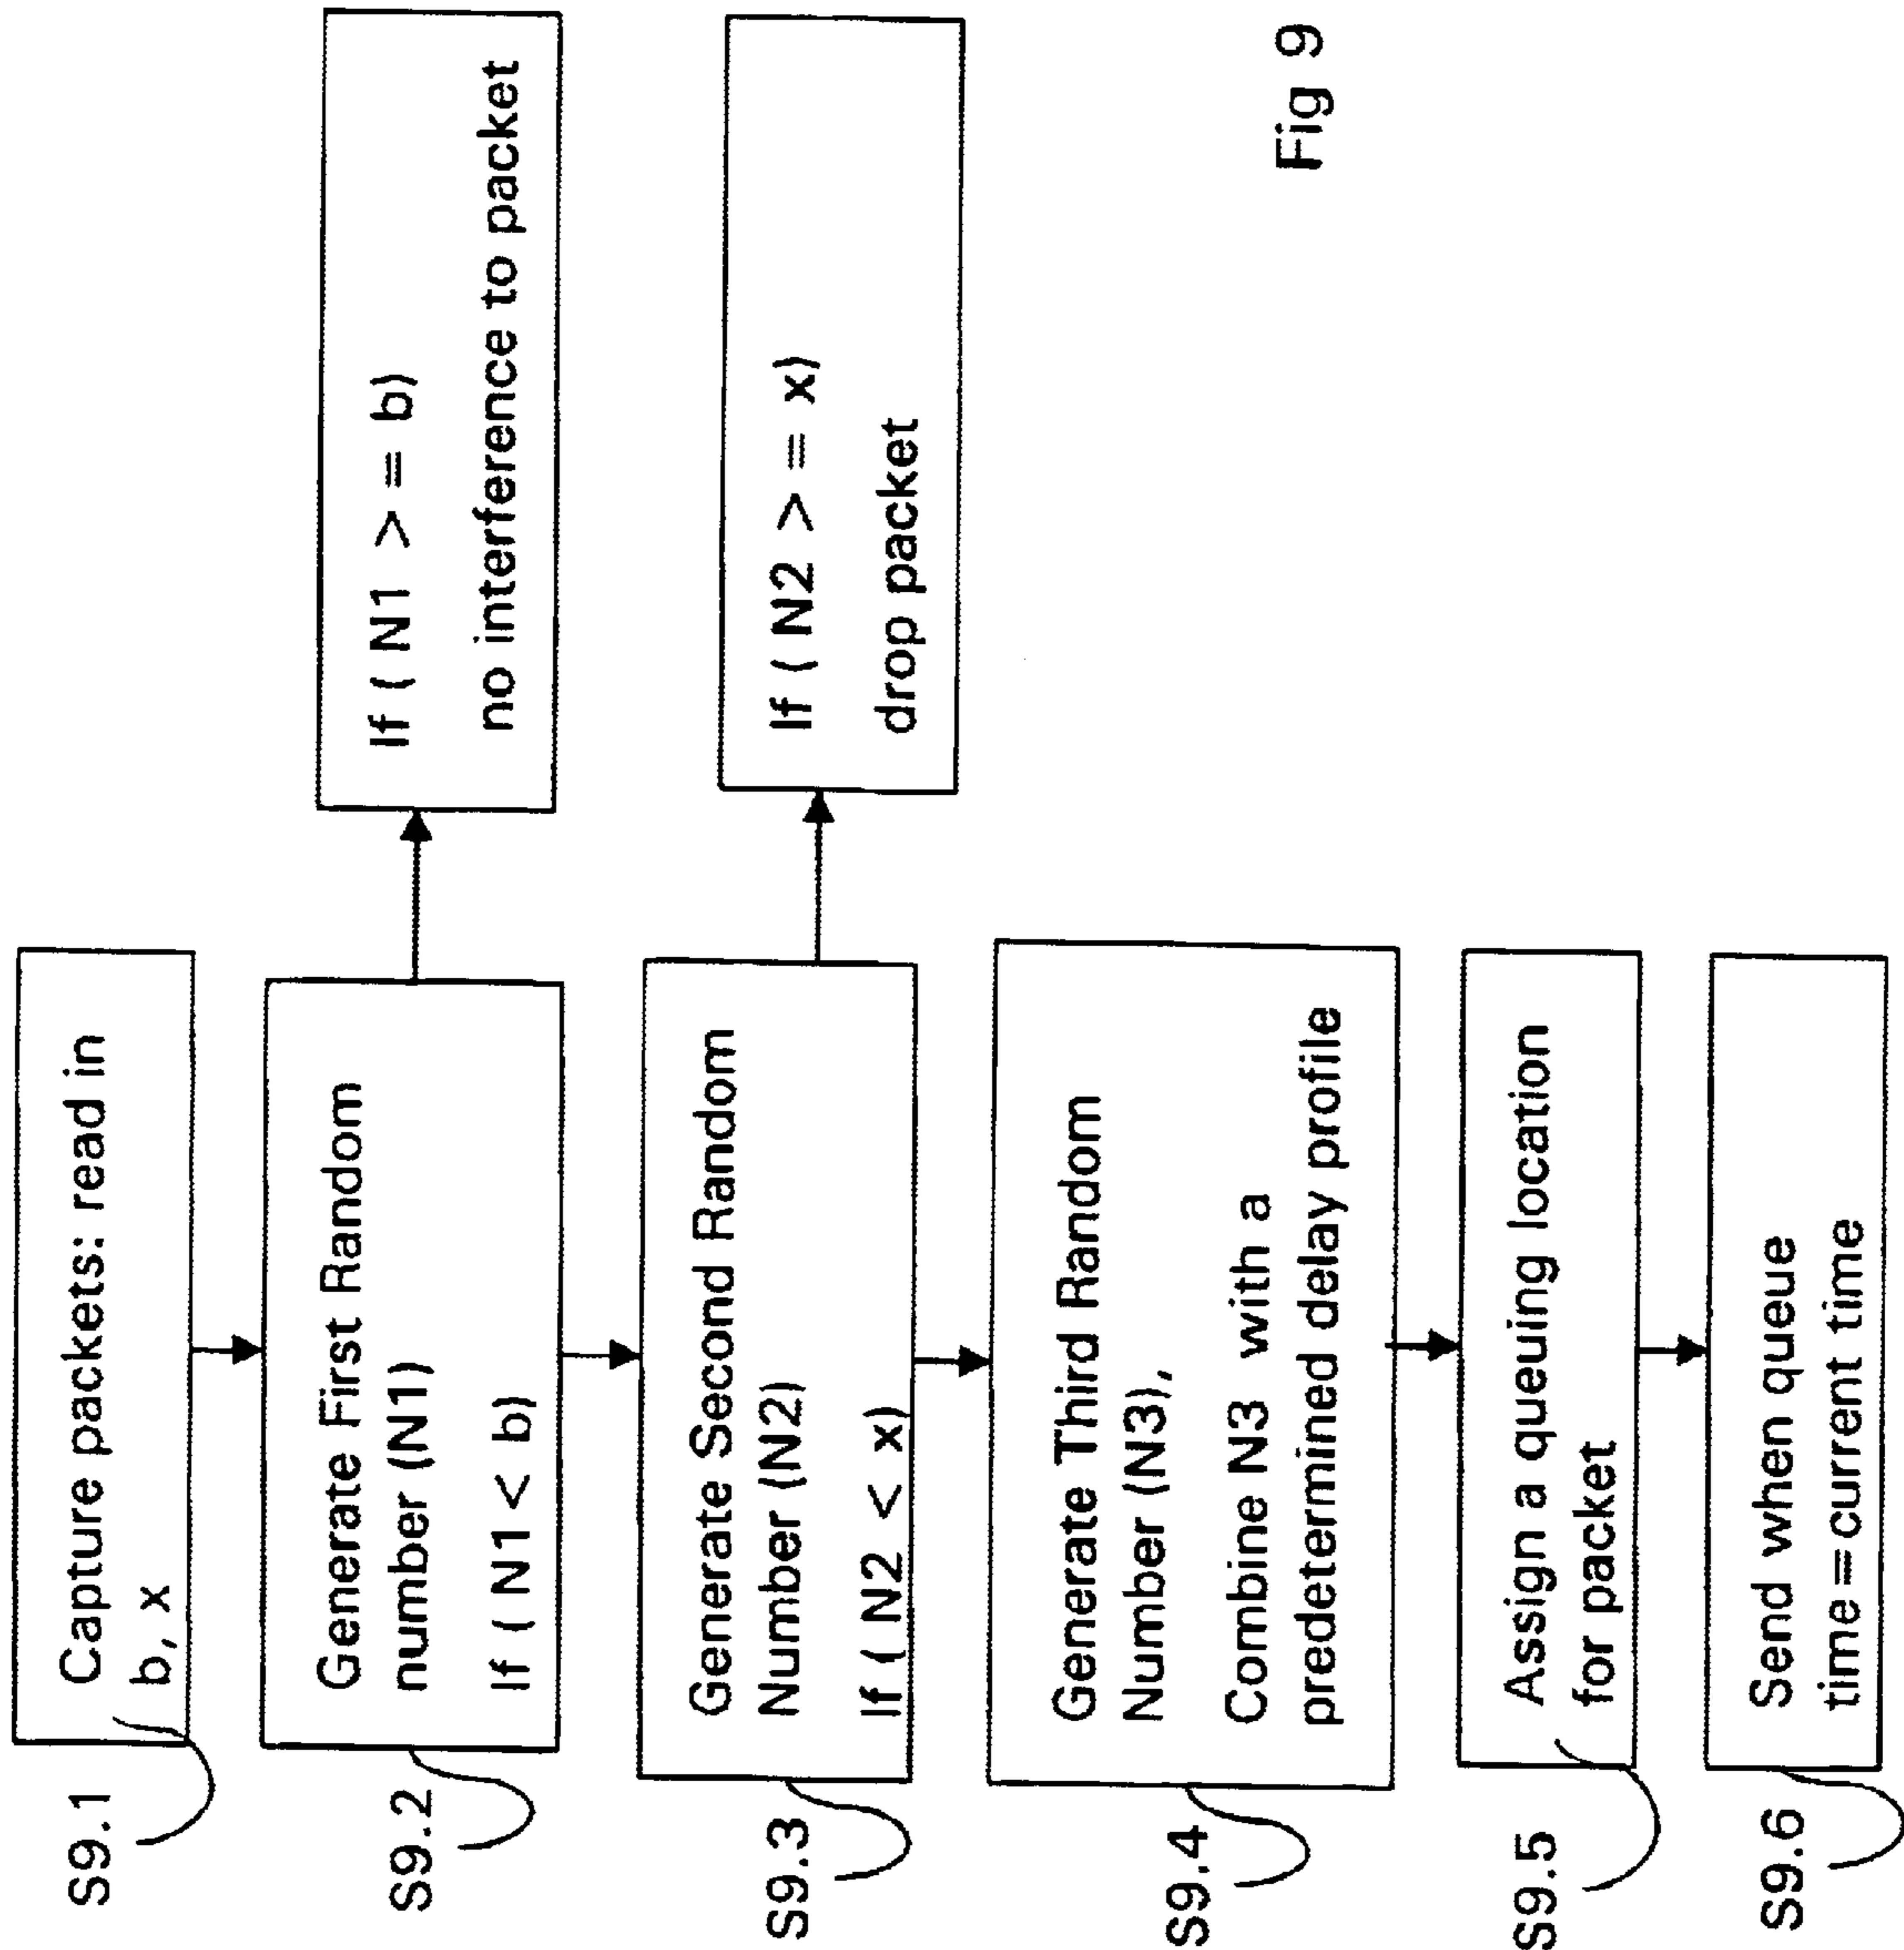 S9.1
Capture packets: read in
b, x
S9.2
Generate First Random
number (N1)
If ( N1 < b)
If ( N1 > = b)
no interference to packet
S9.3
Generate Second Random
Number (N2)
If ( N2 < x)
If ( N2 > = x)
drop packet
S9.4
Generate Third Random
Number (N3),
Combine N3 with a
predetermined delay profile
S9.5
Assign a queuing location
for packet
S9.6
Send when queue
time = current time
Fig 9